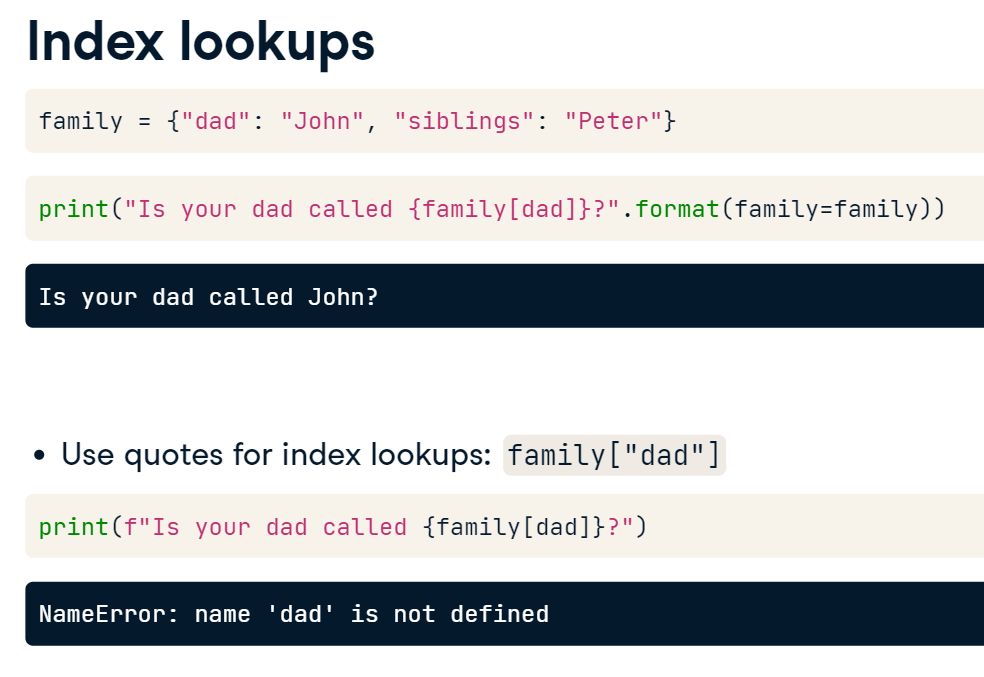 Index lookups
family = {"dad": "John", "siblings": "Peter"}
print("Is your dad called {family[dad]}?".format(family=family))
Is your dad called John?
• Use quotes for index lookups: family["dad"]
print(f"Is your dad called {family[dad]}?")
NameError: name 'dad' is not defined